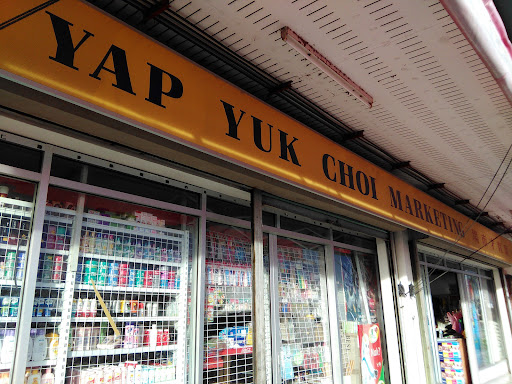 YAP YUK CHOI MARKETING